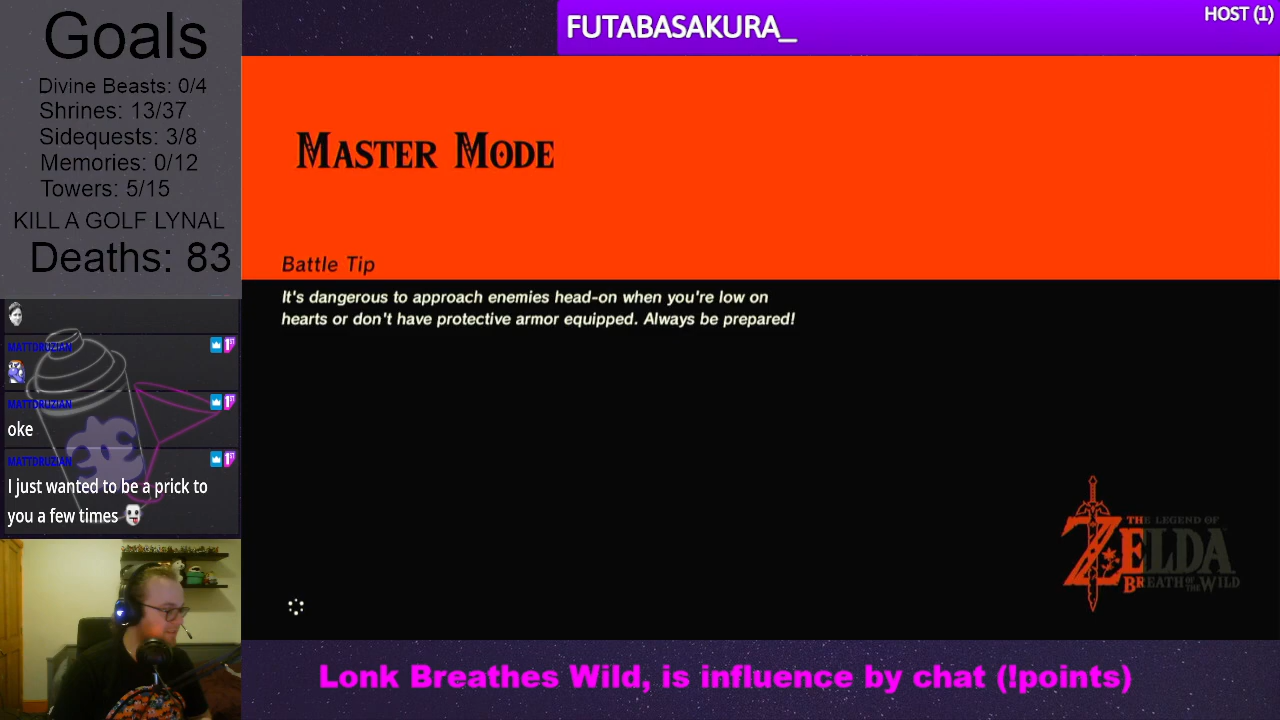 Goals
Divine Beasts: 0/4
Shrines: 13/37
Sidequests: 3/8
Memories: 0/12
Towers: 5/15
KILL A GOLF LYNAL
Deaths: 83
MATTDRUZIAN
MATTDRUZIAN
oke
MATTDRUZIAN
I just wanted to be a prick to
you a few times
FUTABASAKURA_
HOST (1)
MASTER MODE
Battle Tip
It's dangerous to approach enemies head-on when you're low on
hearts or don't have protective armor equipped. Always be prepared!
THE LEGEND OF
ZELDA
BREATH OF THE WILD
Lonk Breathes Wild, is influence by chat (!points)